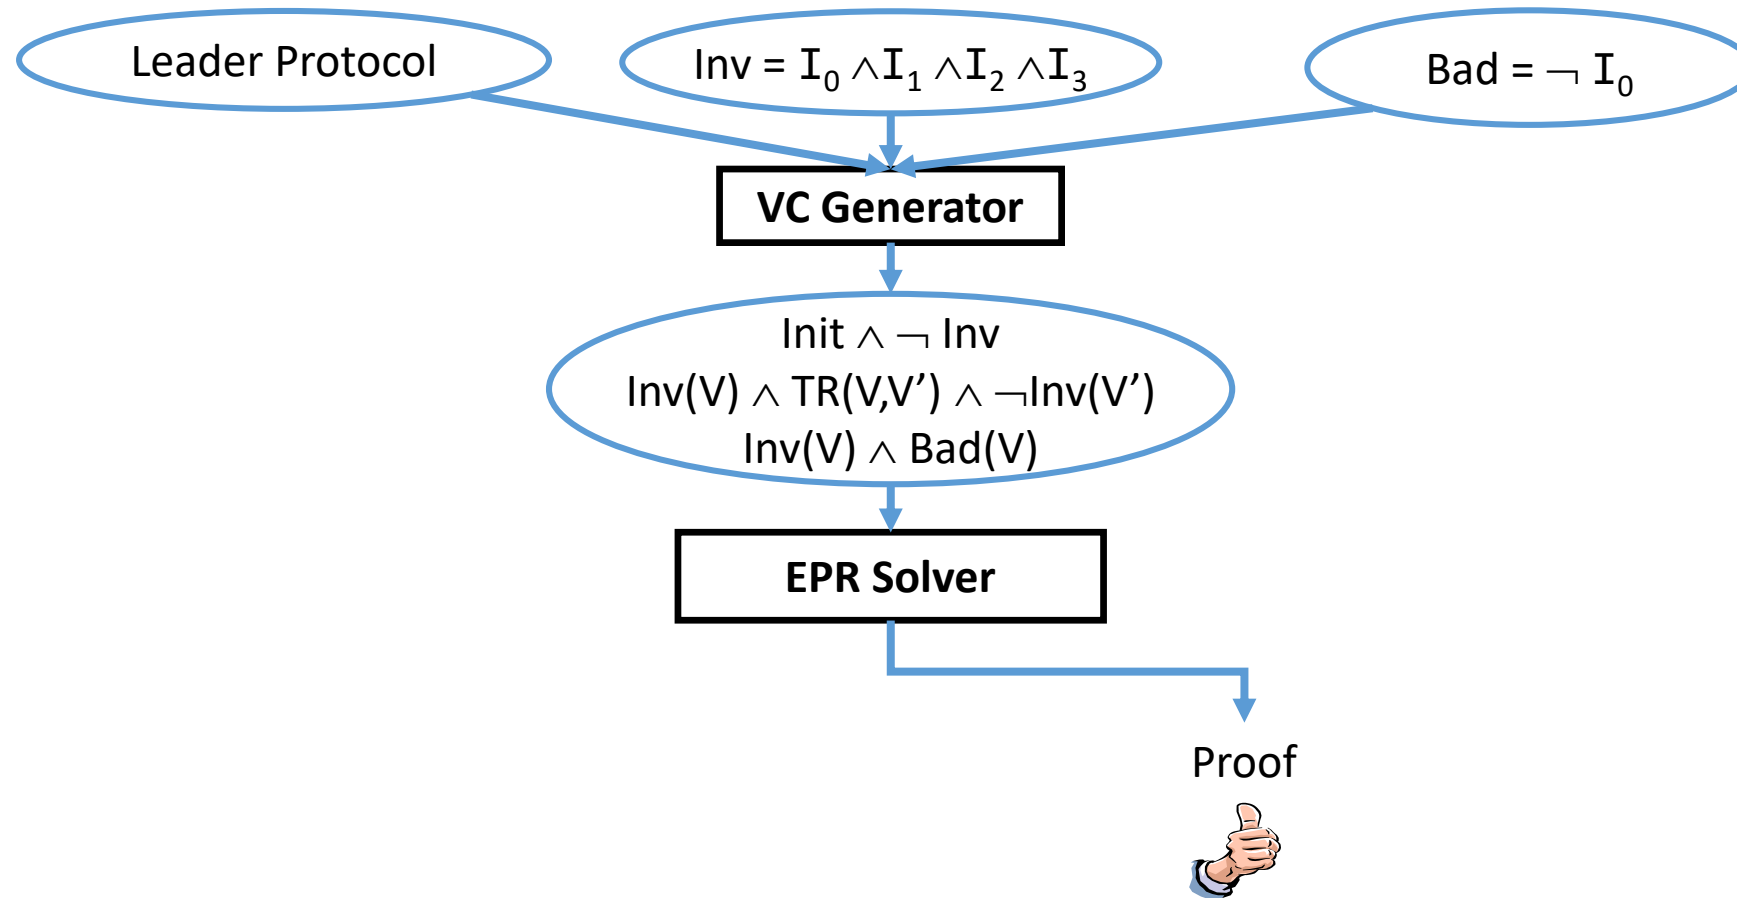 Leader Protocol
Inv = I₀ ∧I₁ ∧I₂ ∧I₃
Bad = ¬ I₀
VC Generator
Init ∧ ¬ Inv
Inv(V) ∧ TR(V,V’) ∧ ¬Inv(V’)
Inv(V) ∧ Bad(V)
EPR Solver
Proof